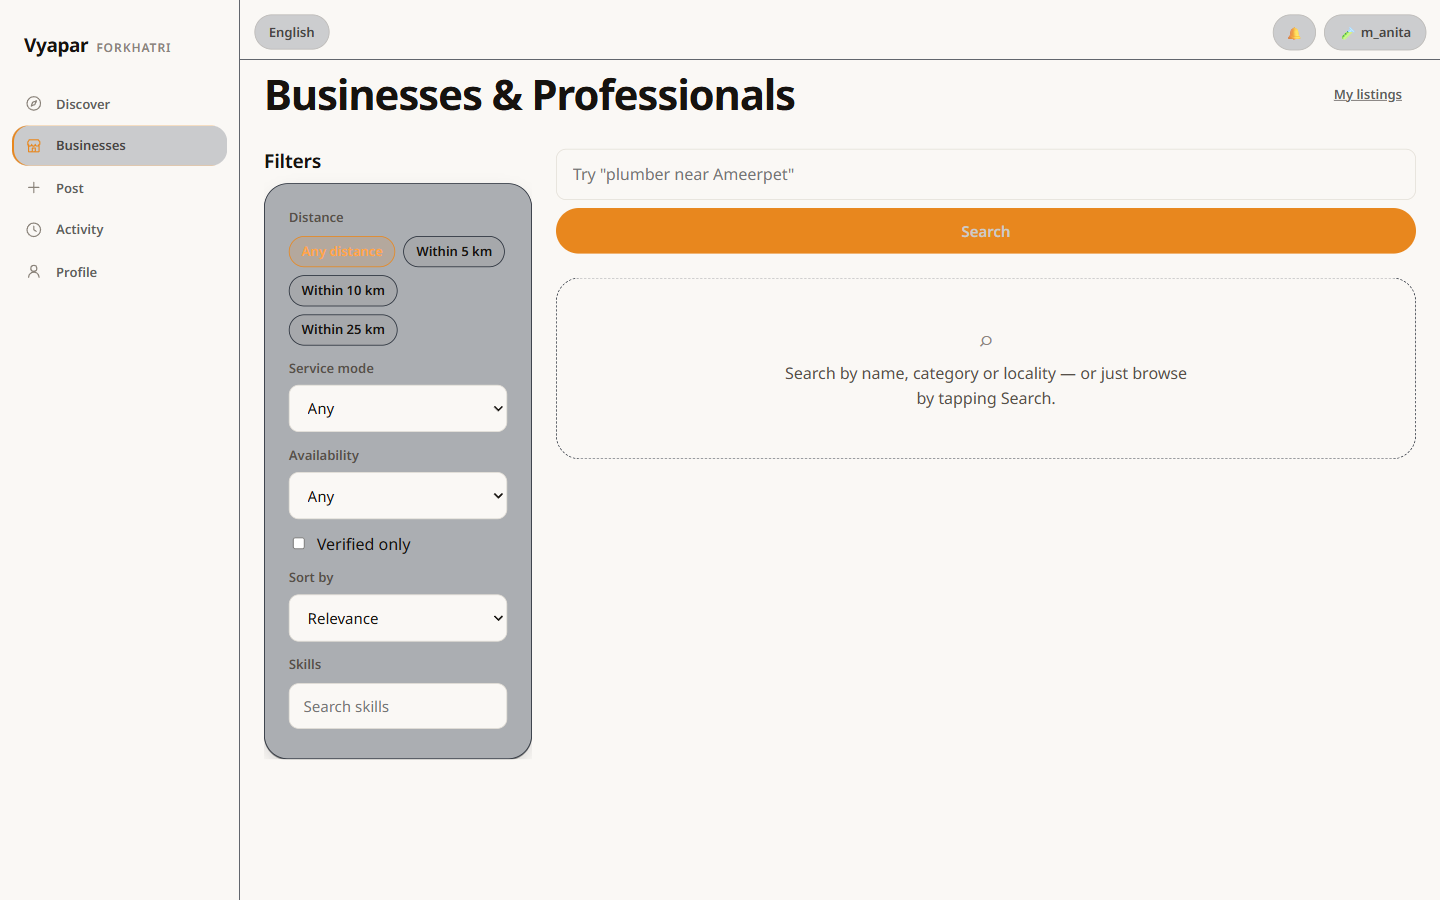 Vyapar FORKHATRI
Discover
Businesses
Post
Activity
Profile
English
m_anita
Businesses & Professionals
My listings
Filters
Distance
Any distance
Within 5 km
Within 10 km
Within 25 km
Service mode
Any
Availability
Any
Verified only
Sort by
Relevance
Skills
Search skills
Try "plumber near Ameerpet"
Search
Search by name, category or locality — or just browse
by tapping Search.